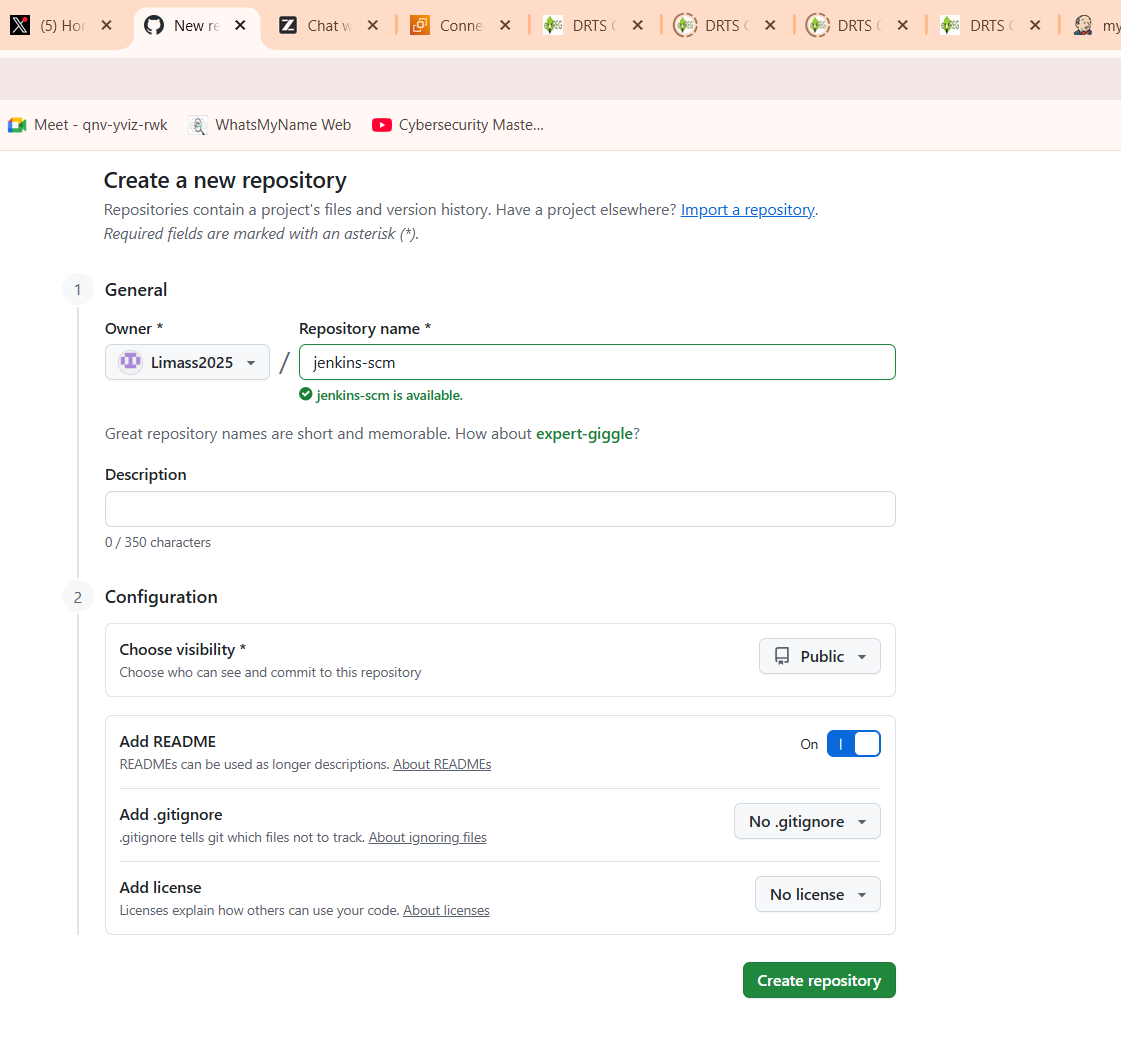 (5) Hor New re Chat w Conne DRTS C DRTS C DRTS C DRTS C my
Meet - qnv-yviz-rwk WhatsMyName Web Cybersecurity Maste...
Create a new repository
Repositories contain a project's files and version history. Have a project elsewhere? Import a repository.
Required fields are marked with an asterisk (*).
1 General
Owner * Repository name *
Limass2025 / jenkins-scm
jenkins-scm is available.
Great repository names are short and memorable. How about expert-giggle?
Description
0 / 350 characters
2 Configuration
Choose visibility *
Public
Choose who can see and commit to this repository
Add README
On
READMEs can be used as longer descriptions. About READMEs
Add .gitignore
No .gitignore
.gitignore tells git which files not to track. About ignoring files
Add license
No license
Licenses explain how others can use your code. About licenses
Create repository